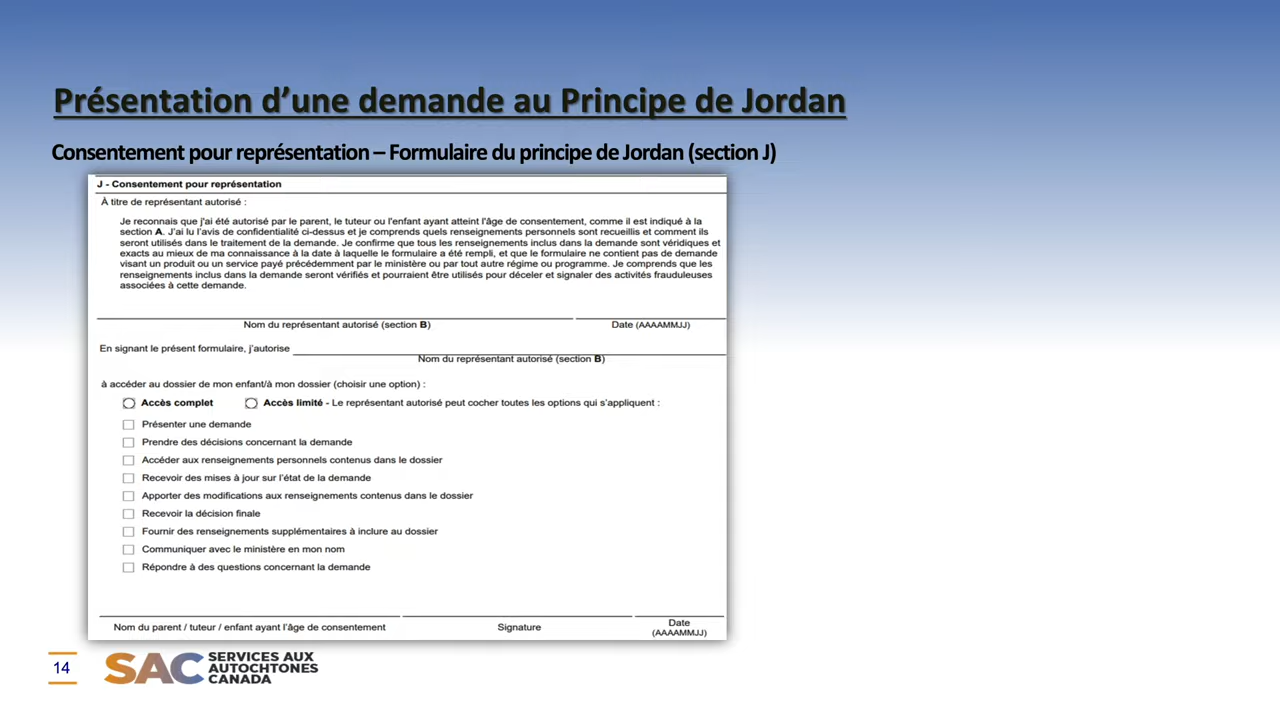 Présentation d’une demande au Principe de Jordan
Consentement pour représentation – Formulaire du principe de Jordan (section J)
J - Consentement pour représentation
À titre de représentant autorisé :
Je reconnais que j'ai été autorisé par le parent, le tuteur ou l'enfant ayant atteint l'âge de consentement, comme il est indiqué à la
section A. J'ai lu l'avis de confidentialité ci-dessus et je comprends quels renseignements personnels sont recueillis et comment ils
seront utilisés dans le traitement de la demande. Je confirme que tous les renseignements inclus dans la demande sont véridiques et
exacts au mieux de ma connaissance à la date à laquelle le formulaire a été rempli, et que le formulaire ne contient pas de demande
visant un produit ou un service payé précédemment par le ministère ou par tout autre régime ou programme. Je comprends que les
renseignements inclus dans la demande seront vérifiés et pourraient être utilisés pour déceler et signaler des activités frauduleuses
associées à cette demande.
Nom du représentant autorisé (section B) Date (AAAAMMJJ)
En signant le présent formulaire, j’autorise
Nom du représentant autorisé (section B)
à accéder au dossier de mon enfant/à mon dossier (choisir une option) :
Accès complet Accès limité - Le représentant autorisé peut cocher toutes les options qui s’appliquent :
Présenter une demande
Prendre des décisions concernant la demande
Accéder aux renseignements personnels contenus dans le dossier
Recevoir des mises à jour sur l’état de la demande
Apporter des modifications aux renseignements contenus dans le dossier
Recevoir la décision finale
Fournir des renseignements supplémentaires à inclure au dossier
Communiquer avec le ministère en mon nom
Répondre à des questions concernant la demande
Nom du parent / tuteur / enfant ayant l’âge de consentement Signature Date
(AAAAMMJJ)
14
SAC SERVICES AUX
AUTOCHTONES
CANADA